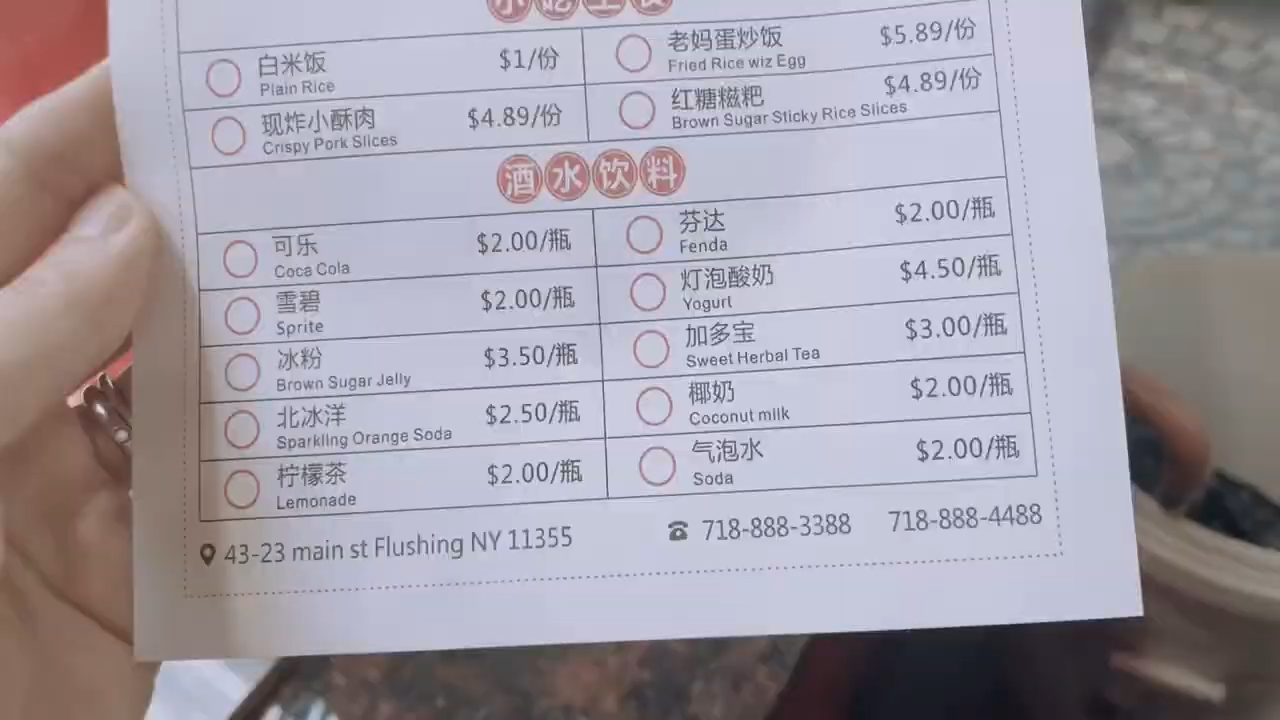 小吃主食
白米饭 $1/份 老妈蛋炒饭 $5.89/份
Plain Rice Fried Rice wiz Egg
现炸小酥肉 $4.89/份 红糖糍粑 $4.89/份
Crispy Pork Slices Brown Sugar Sticky Rice Slices
酒水饮料
可乐 $2.00/瓶 芬达 $2.00/瓶
Coca Cola Fenda
雪碧 $2.00/瓶 灯泡酸奶 $4.50/瓶
Sprite Yogurt
冰粉 $3.50/瓶 加多宝 $3.00/瓶
Brown Sugar Jelly Sweet Herbal Tea
北冰洋 $2.50/瓶 椰奶 $2.00/瓶
Sparkling Orange Soda Coconut milk
柠檬茶 $2.00/瓶 气泡水 $2.00/瓶
Lemonade Soda
43-23 main st Flushing NY 11355 718-888-3388 718-888-4488